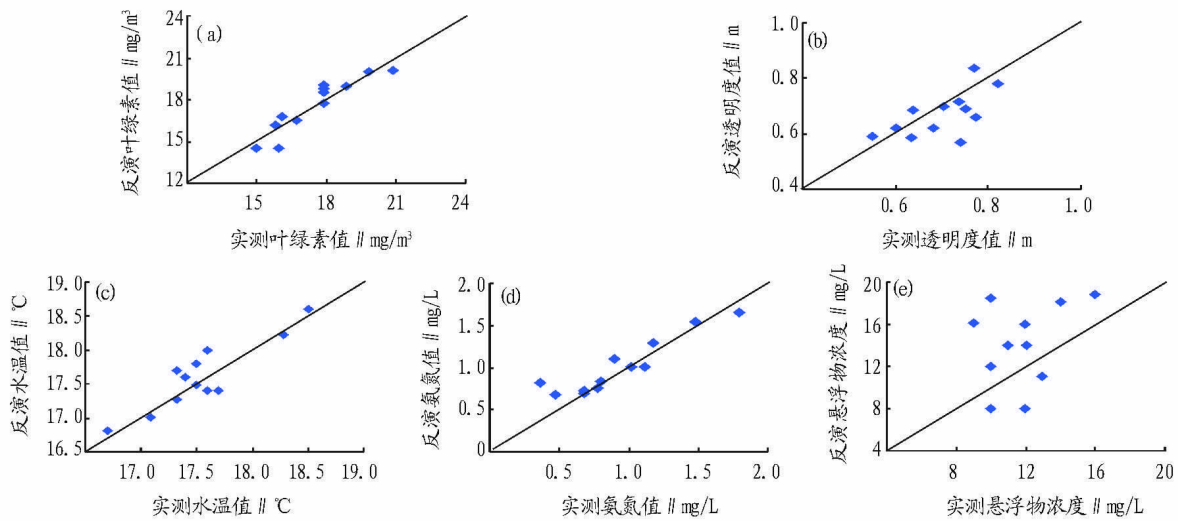 (a)
反演叶绿素值∥mg/m³
24
21
18
15
12
15 18 21 24
实测叶绿素值∥mg/m³
(b)
反演透明度值∥m
1.0
0.8
0.6
0.4
0.6 0.8 1.0
实测透明度值∥m
(c)
反演水温值∥℃
19.0
18.5
18.0
17.5
17.0
16.5
17.0 17.5 18.0 18.5 19.0
实测水温值∥℃
(d)
反演氨氮值∥mg/L
2.0
1.5
1.0
0.5
0
0.5 1.0 1.5 2.0
实测氨氮值∥mg/L
(e)
反演悬浮物浓度∥mg/L
20
16
12
8
4
8 12 16 20
实测悬浮物浓度∥mg/L